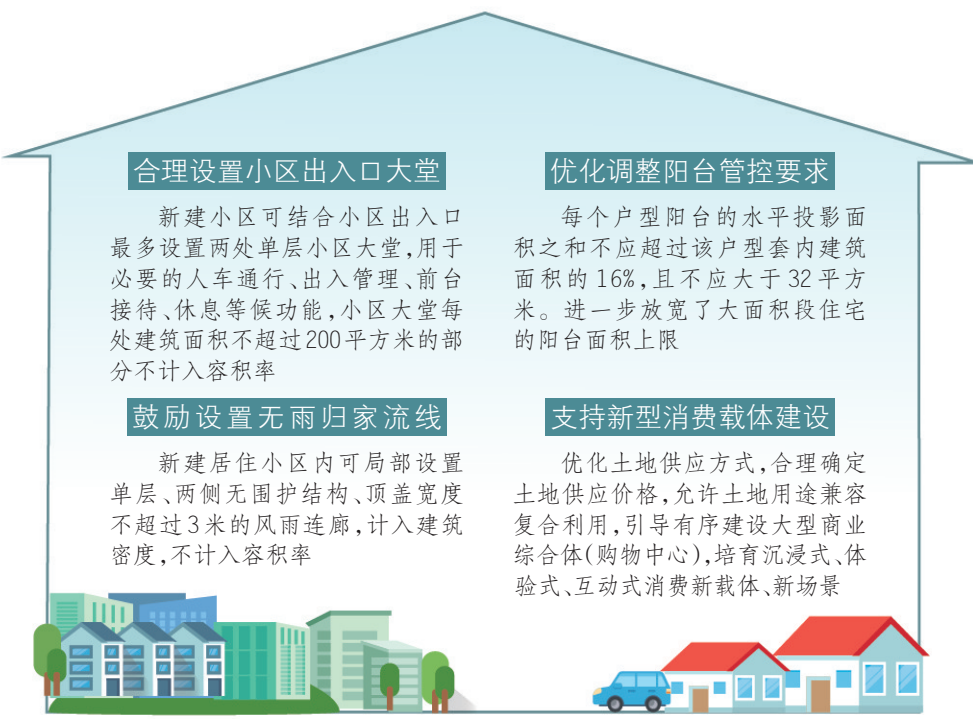 合理设置小区出入口大堂
新建小区可结合小区出入口
最多设置两处单层小区大堂,用于
必要的人车通行、出入管理、前台
接待、休息等候功能,小区大堂每
处建筑面积不超过200平方米的部
分不计入容积率
鼓励设置无雨归家流线
新建居住小区内可局部设置
单层、两侧无围护结构、顶盖宽度
不超过3米的风雨连廊,计入建筑
密度,不计入容积率
优化调整阳台管控要求
每个户型阳台的水平投影面
积之和不应超过该户型套内建筑
面积的16%,且不应大于32平方
米。进一步放宽了大面积段住宅
的阳台面积上限
支持新型消费载体建设
优化土地供应方式,合理确定
土地供应价格,允许土地用途兼容
复合利用,引导有序建设大型商业
综合体(购物中心),培育沉浸式、体
验式、互动式消费新载体、新场景